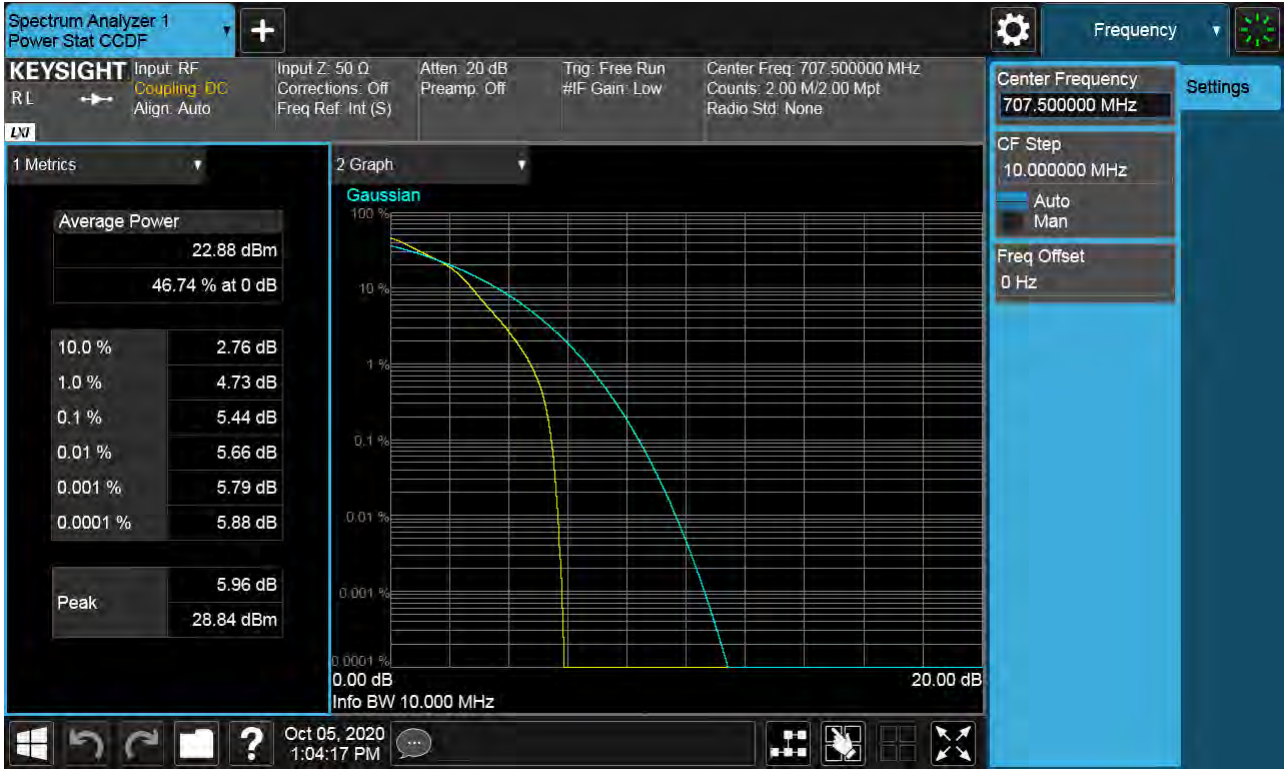 Spectrum Analyzer 1
Power Stat CCDF
Frequency
KEYSIGHT
RL
LXI
Input: RF
Coupling: DC
Align: Auto
Input Z: 50 Ω
Corrections: Off
Freq Ref: Int (S)
Atten: 20 dB
Preamp: Off
Trig: Free Run
#IF Gain: Low
Center Freq: 707.500000 MHz
Counts: 2.00 M/2.00 Mpt
Radio Std: None
Center Frequency
707.500000 MHz
Settings
CF Step
10.000000 MHz
Auto
Man
Freq Offset
0 Hz
1 Metrics
Average Power
22.88 dBm
46.74 % at 0 dB
10.0 % 2.76 dB
1.0 % 4.73 dB
0.1 % 5.44 dB
0.01 % 5.66 dB
0.001 % 5.79 dB
0.0001 % 5.88 dB
Peak
5.96 dB
28.84 dBm
2 Graph
Gaussian
100 %
10 %
1 %
0.1 %
0.01 %
0.001 %
0.0001 %
0.00 dB
20.00 dB
Info BW 10.000 MHz
?
Oct 05, 2020
1:04:17 PM